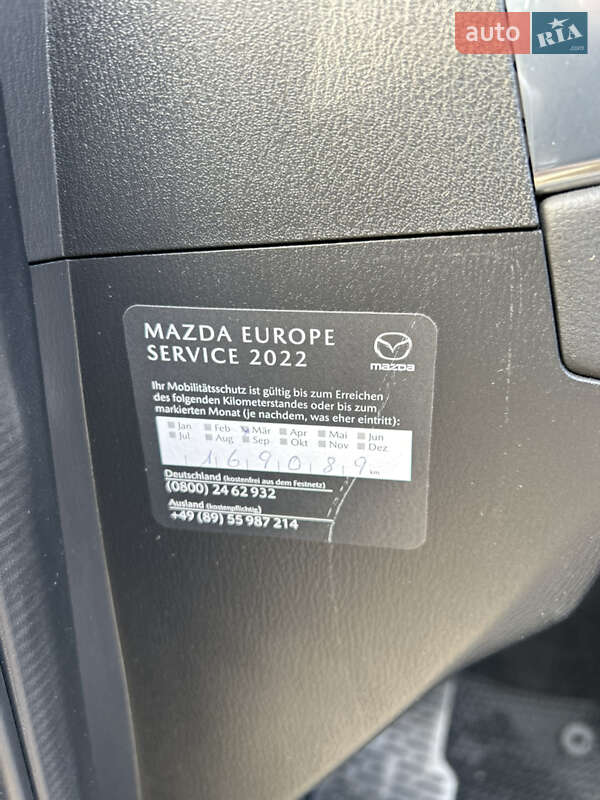 auto RIA.com
MAZDA EUROPE
SERVICE 2022
mazda
Ihr Mobilitätsschutz ist gültig bis zum Erreichen
des folgenden Kilometerstandes oder bis zum
markierten Monat (je nachdem, was eher eintritt):
Jan Feb Mär Apr Mai Jun
Jul Aug Sep Okt Nov Dez
169089 km
Deutschland (kostenfrei aus dem Festnetz)
(0800) 24 62 932
Ausland (kostenpflichtig)
+49 (89) 55 987 214